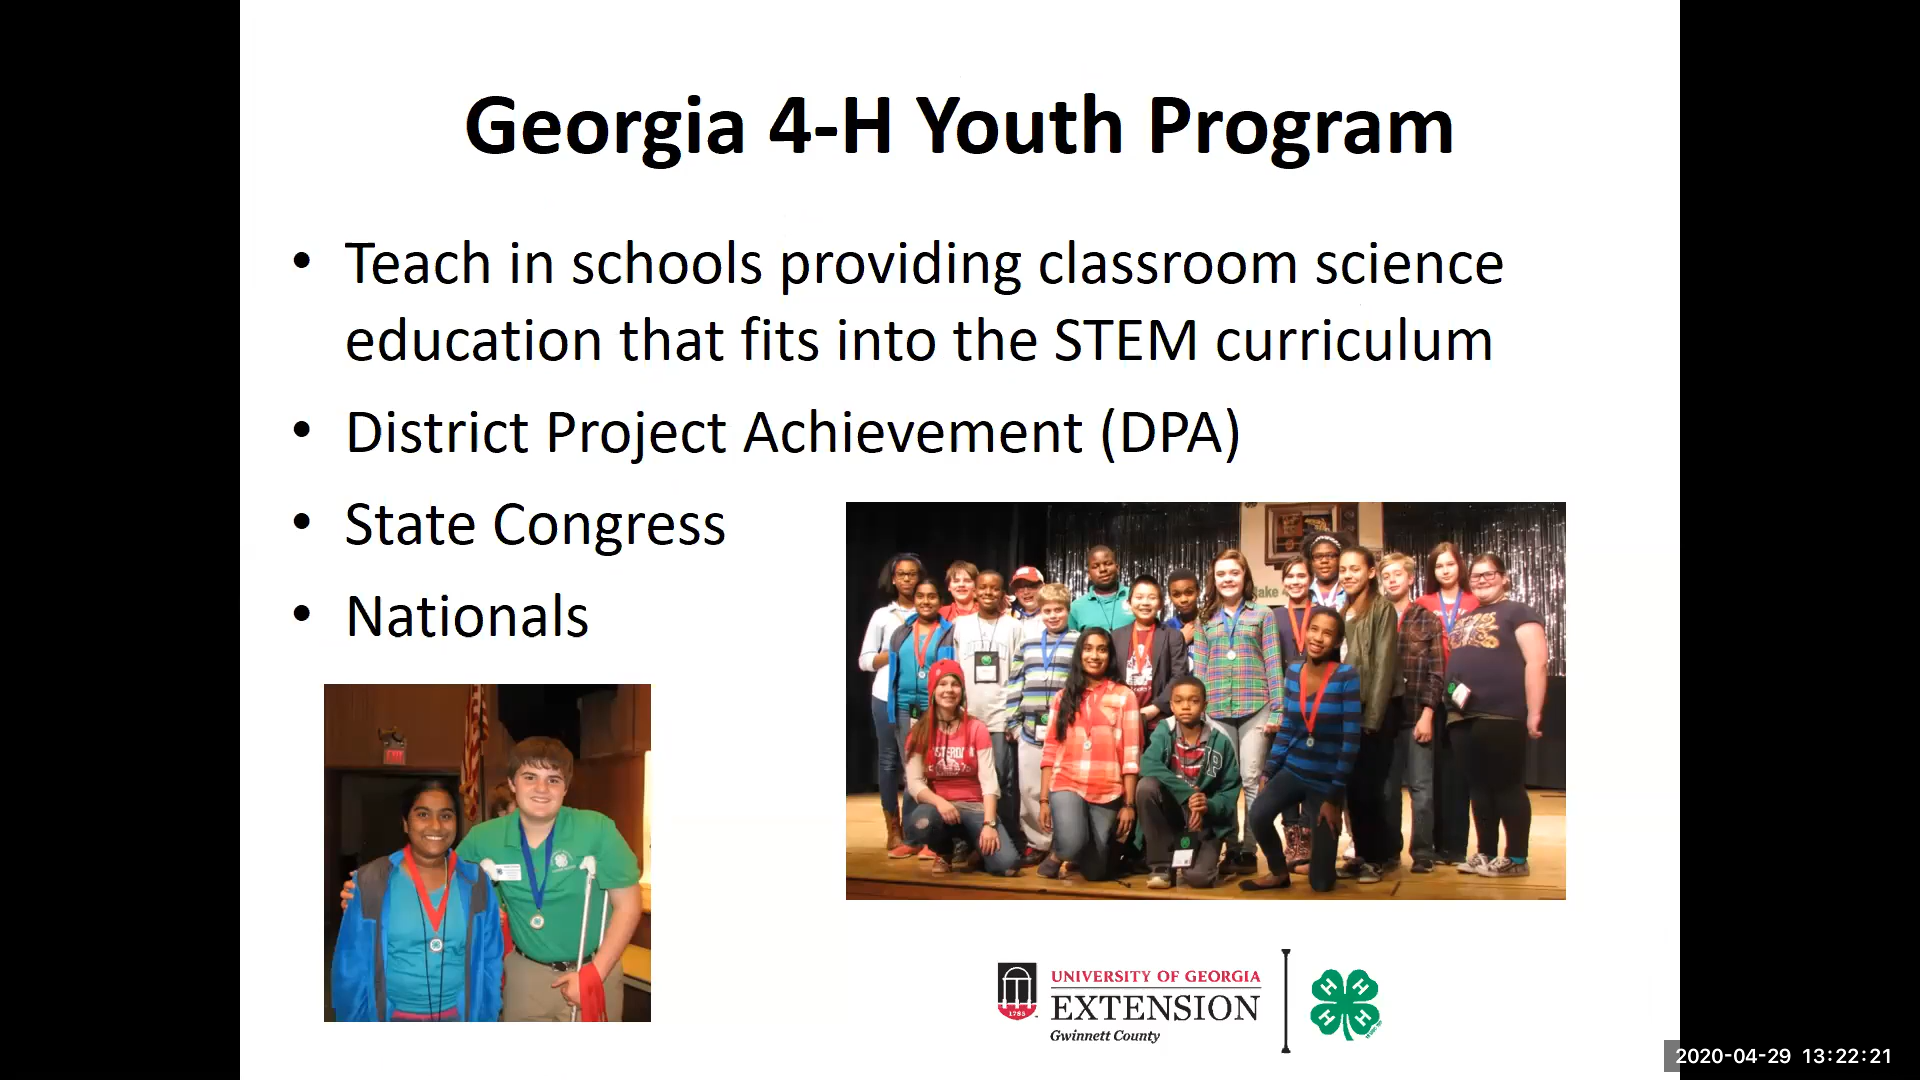 Georgia 4-H Youth Program
• Teach in schools providing classroom science
education that fits into the STEM curriculum
• District Project Achievement (DPA)
• State Congress
• Nationals
EXIT
UNIVERSITY OF GEORGIA
EXTENSION
Gwinnett County
1785
H H
H H
2020-04-29 13:22:21